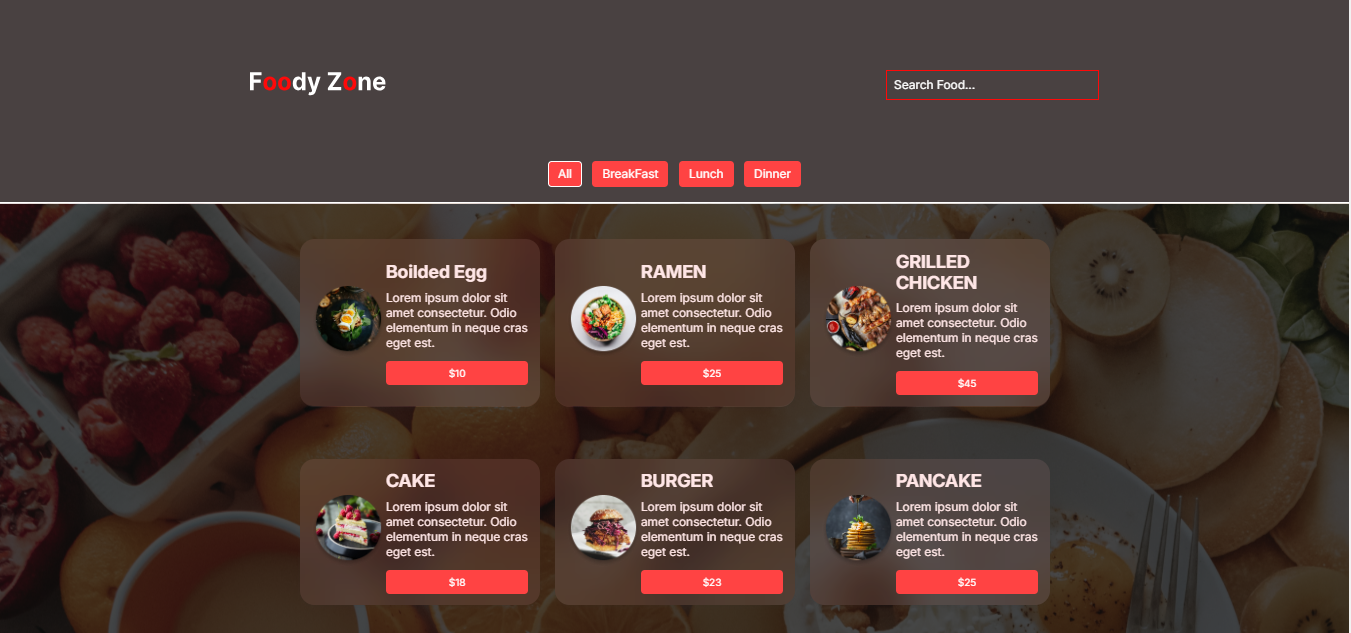 Foody Zone
Search Food...
All
BreakFast
Lunch
Dinner
Boilded Egg
Lorem ipsum dolor sit
amet consectetur. Odio
elementum in neque cras
eget est.
$10
RAMEN
Lorem ipsum dolor sit
amet consectetur. Odio
elementum in neque cras
eget est.
$25
GRILLED
CHICKEN
Lorem ipsum dolor sit
amet consectetur. Odio
elementum in neque cras
eget est.
$45
CAKE
Lorem ipsum dolor sit
amet consectetur. Odio
elementum in neque cras
eget est.
$18
BURGER
Lorem ipsum dolor sit
amet consectetur. Odio
elementum in neque cras
eget est.
$23
PANCAKE
Lorem ipsum dolor sit
amet consectetur. Odio
elementum in neque cras
eget est.
$25